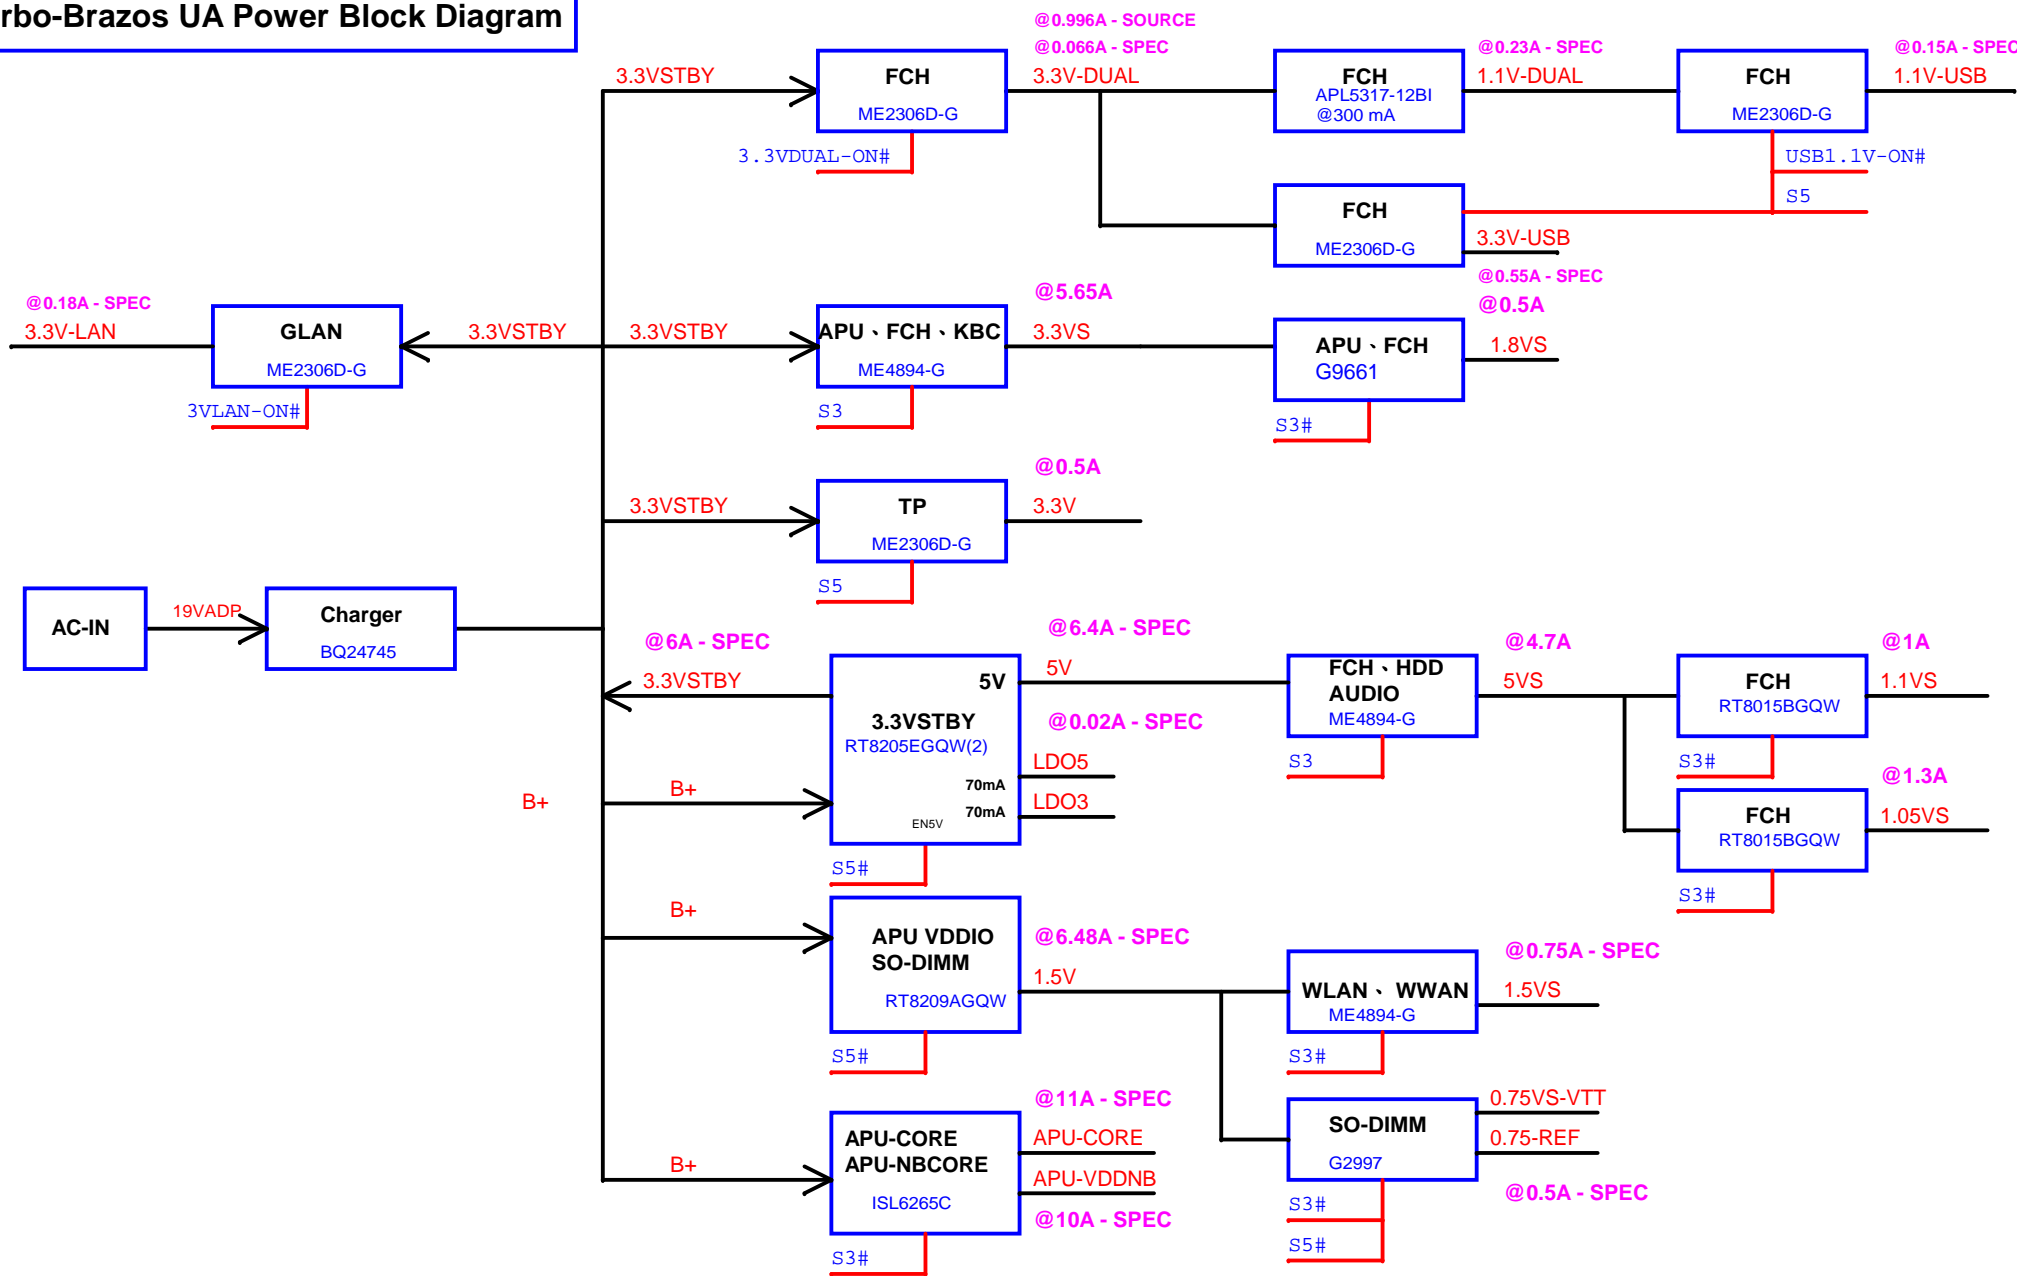 rbo-Brazos UA Power Block Diagram
@0.996A - SOURCE
@0.066A - SPEC
3.3VSTBY
FCH
ME2306D-G
3.3V-DUAL
3.3VDUAL-ON#
FCH
APL5317-12BI
@300 mA
@0.23A - SPEC
1.1V-DUAL
FCH
ME2306D-G
@0.15A - SPEC
1.1V-USB
USB1.1V-ON#
S5
FCH
ME2306D-G
3.3V-USB
@0.55A - SPEC
@0.18A - SPEC
3.3V-LAN
GLAN
ME2306D-G
3VLAN-ON#
3.3VSTBY
3.3VSTBY
APU、FCH、KBC
ME4894-G
S3
@5.65A
3.3VS
APU、FCH
G9661
S3#
@0.5A
1.8VS
3.3VSTBY
TP
ME2306D-G
S5
@0.5A
3.3V
AC-IN
19VADP
Charger
BQ24745
@6A - SPEC
3.3VSTBY
B+
B+
5V
3.3VSTBY
RT8205EGQW(2)
70mA
70mA
EN5V
S5#
@6.4A - SPEC
5V
@0.02A - SPEC
LDO5
LDO3
FCH、HDD
AUDIO
ME4894-G
S3
@4.7A
5VS
FCH
RT8015BGQW
S3#
@1A
1.1VS
FCH
RT8015BGQW
S3#
@1.3A
1.05VS
B+
APU VDDIO
SO-DIMM
RT8209AGQW
S5#
@6.48A - SPEC
1.5V
WLAN、 WWAN
ME4894-G
S3#
@0.75A - SPEC
1.5VS
SO-DIMM
G2997
S3#
S5#
0.75VS-VTT
0.75-REF
@0.5A - SPEC
B+
APU-CORE
APU-NBCORE
ISL6265C
S3#
@11A - SPEC
APU-CORE
APU-VDDNB
@10A - SPEC